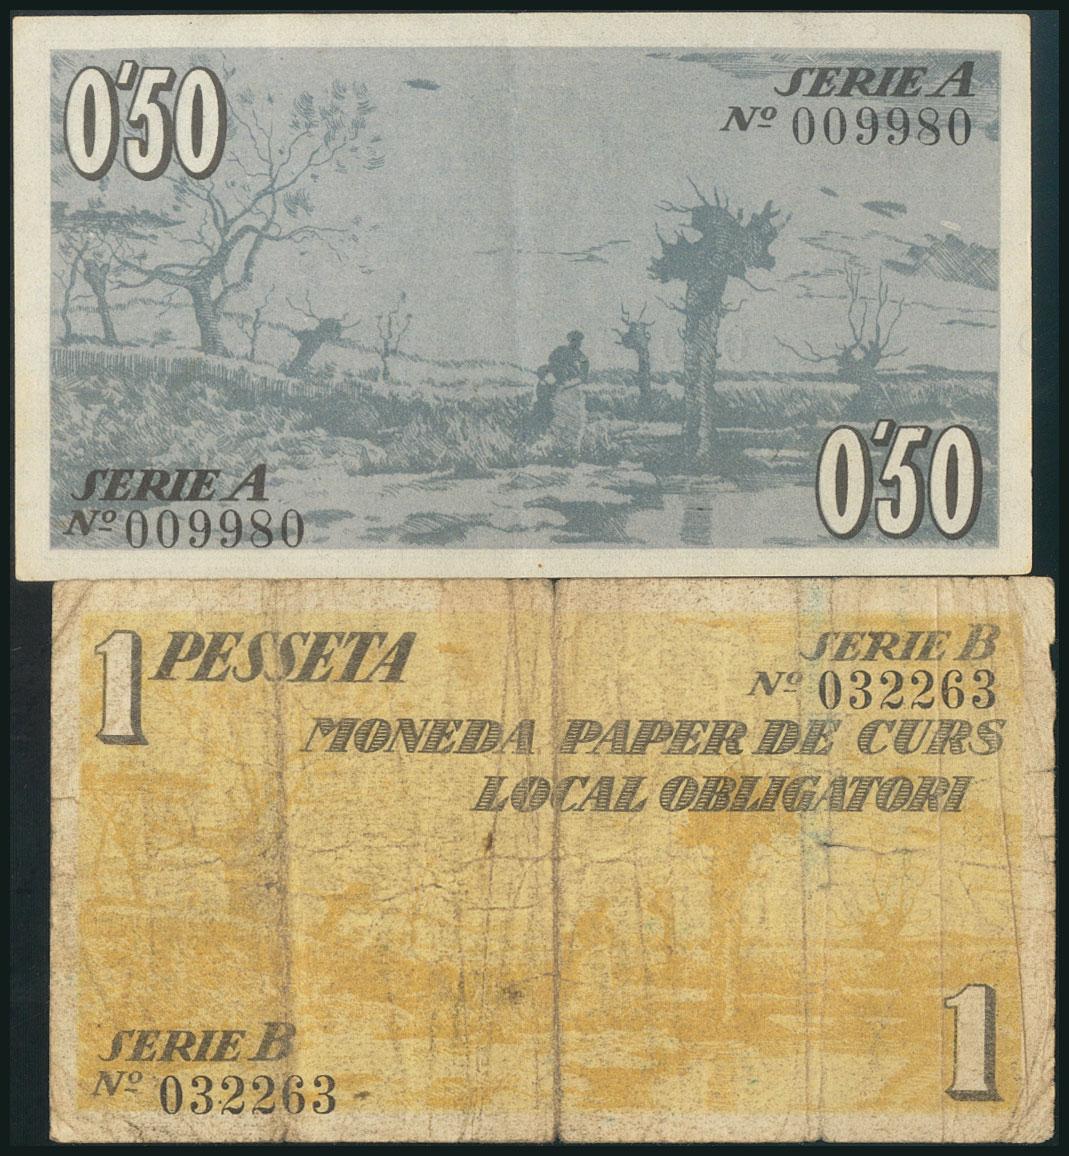 0'50
SERIE A
Nº 009980
SERIE A
Nº 009980
0'50
1 PESSETA
SERIE B
Nº 032263
MONEDA PAPER DE CURS
LOCAL OBLIGATORI
SERIE B
Nº 032263
1